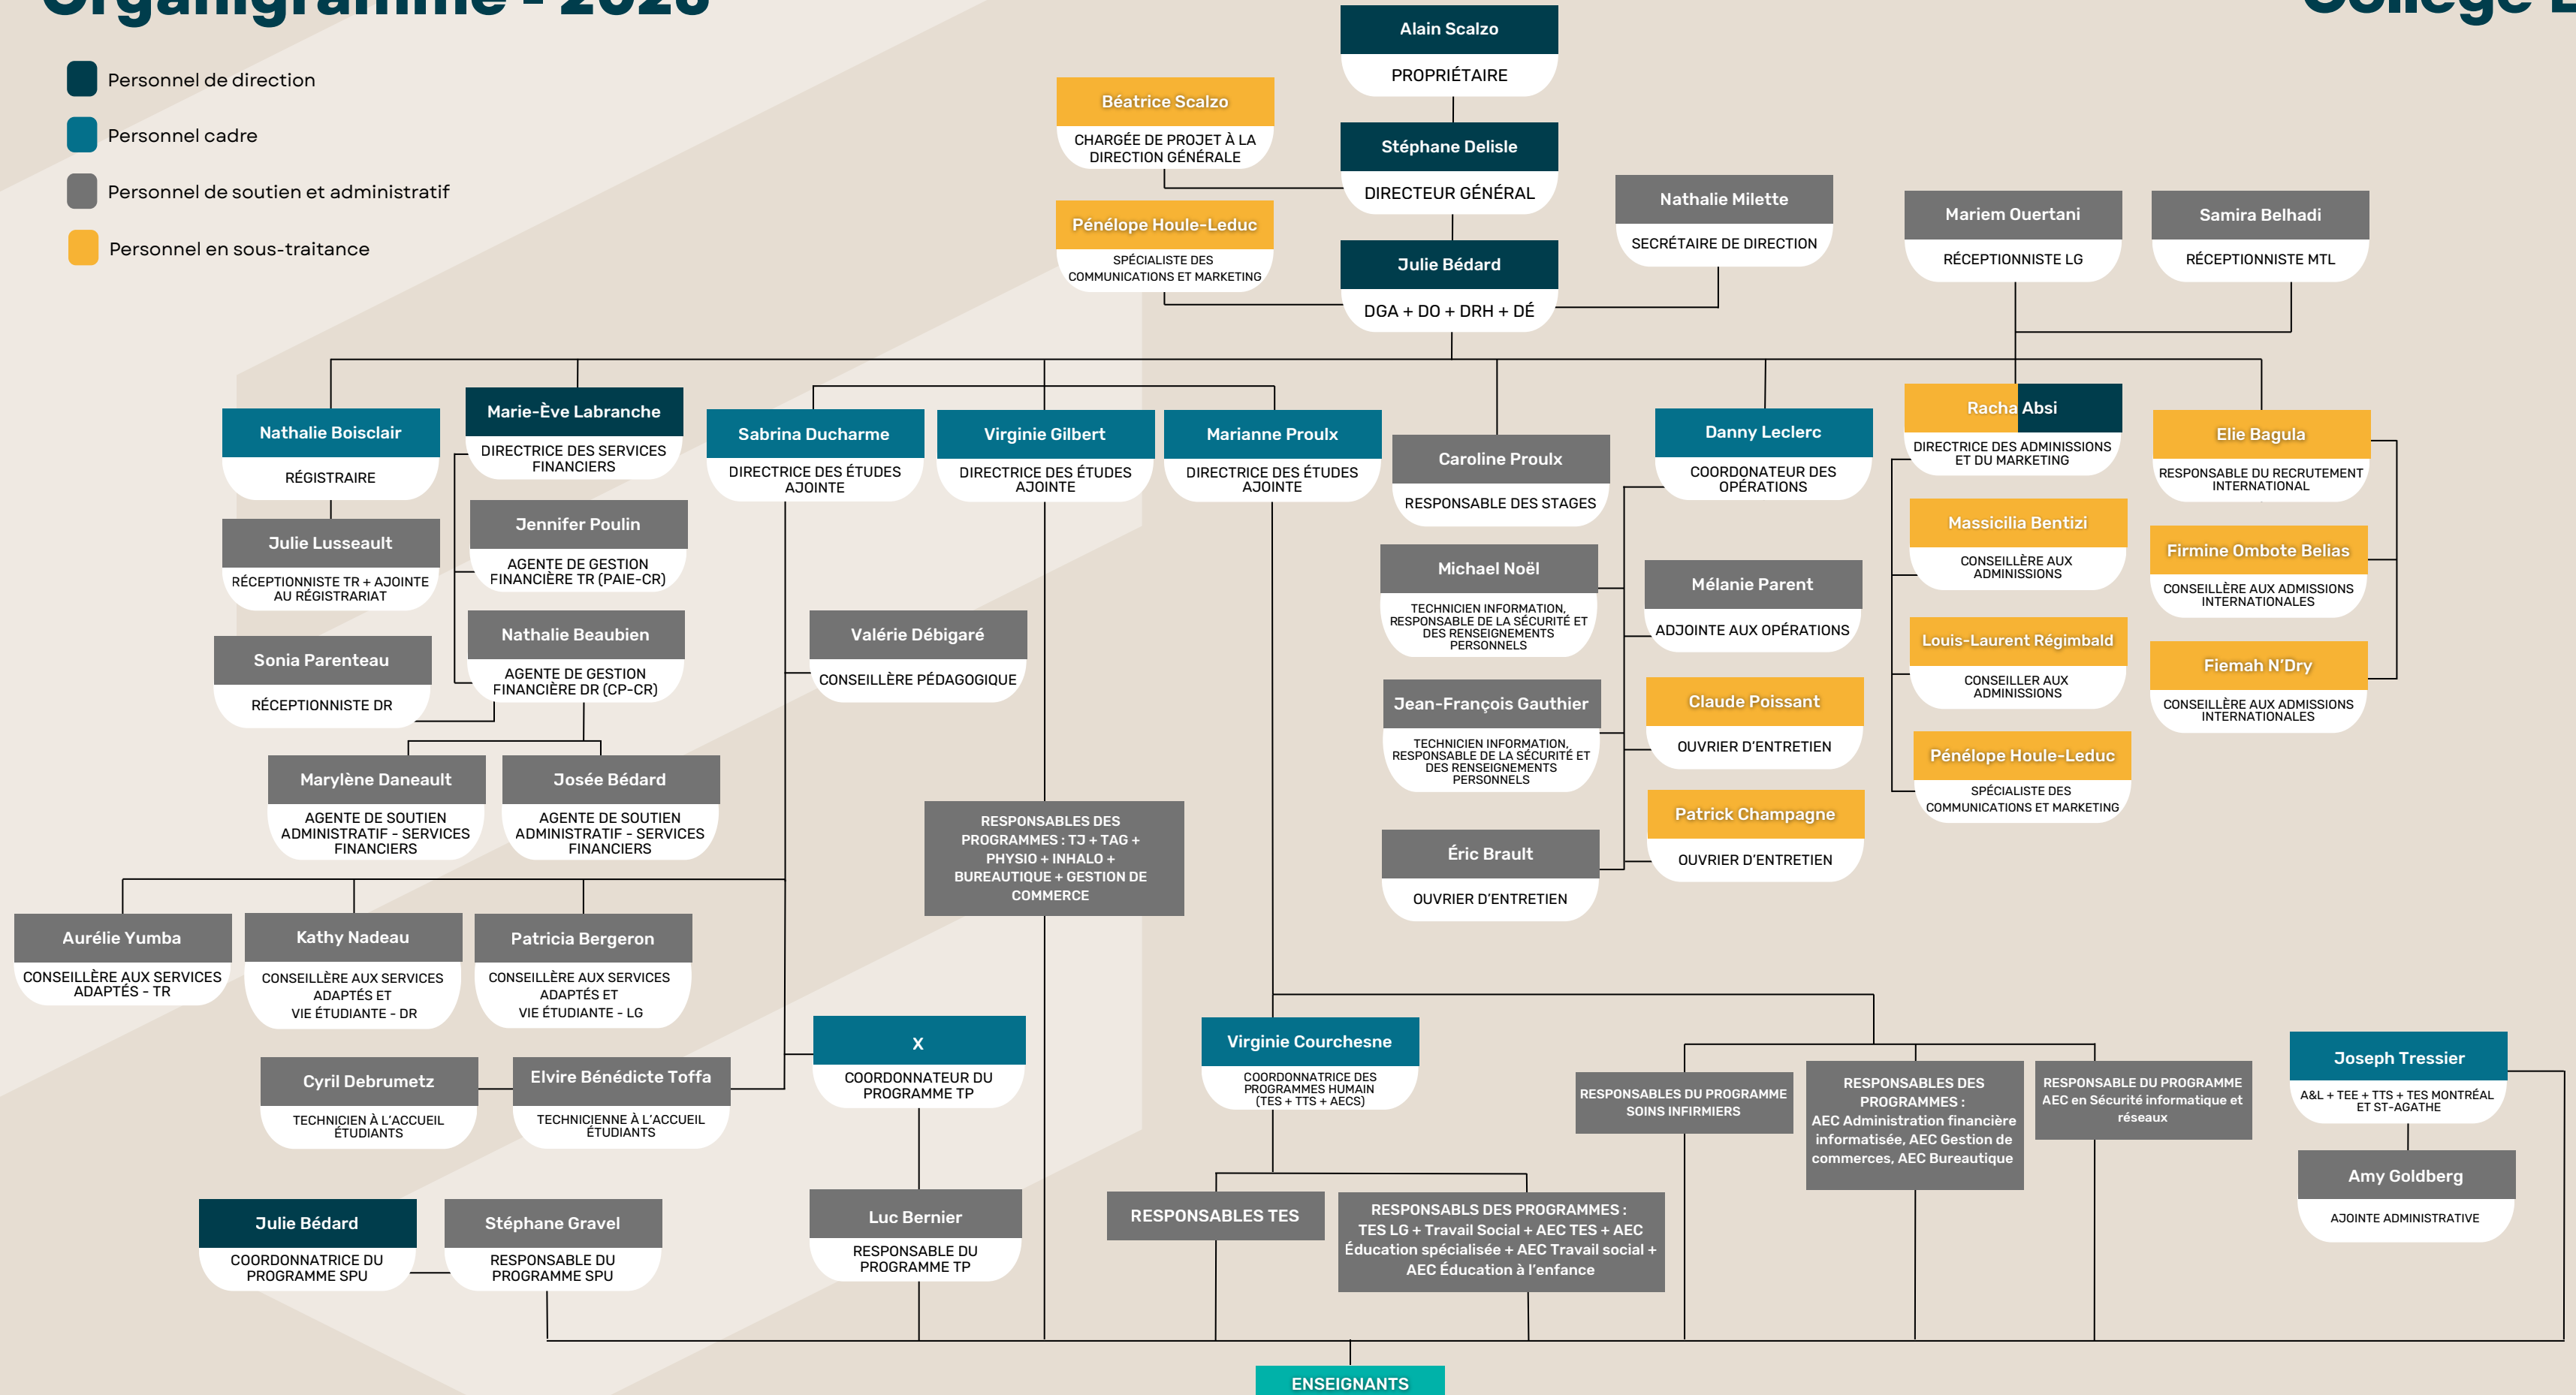 Organigramme - 2026
Personnel de direction
Personnel cadre
Personnel de soutien et administratif
Personnel en sous-traitance
Alain Scalzo
PROPRIÉTAIRE
Béatrice Scalzo
CHARGÉE DE PROJET À LA
DIRECTION GÉNÉRALE
Stéphane Delisle
DIRECTEUR GÉNÉRAL
Pénélope Houle-Leduc
SPÉCIALISTE DES
COMMUNICATIONS ET MARKETING
Julie Bédard
DGA + DO + DRH + DÉ
Nathalie Milette
SECRÉTAIRE DE DIRECTION
Mariem Ouertani
RÉCEPTIONNISTE LG
Samira Belhadi
RÉCEPTIONNISTE MTL
Nathalie Boisclair
RÉGISTRAIRE
Marie-Ève Labranche
DIRECTRICE DES SERVICES
FINANCIERS
Sabrina Ducharme
DIRECTRICE DES ÉTUDES
AJOINTE
Virginie Gilbert
DIRECTRICE DES ÉTUDES
AJOINTE
Marianne Proulx
DIRECTRICE DES ÉTUDES
AJOINTE
Caroline Proulx
RESPONSABLE DES STAGES
Danny Leclerc
COORDONATEUR DES
OPÉRATIONS
Racha Absi
DIRECTRICE DES ADMINISSIONS
ET DU MARKETING
Elie Bagula
RESPONSABLE DU RECRUTEMENT
INTERNATIONAL
Julie Lusseault
RÉCEPTIONNISTE TR + AJOINTE
AU RÉGISTRARIAT
Jennifer Poulin
AGENTE DE GESTION
FINANCIÈRE TR (PAIE-CR)
Nathalie Beaubien
AGENTE DE GESTION
FINANCIÈRE DR (CP-CR)
Sonia Parenteau
RÉCEPTIONNISTE DR
Valérie Débigaré
CONSEILLÈRE PÉDAGOGIQUE
Michael Noël
TECHNICIEN INFORMATION,
RESPONSABLE DE LA SÉCURITÉ ET
DES RENSEIGNEMENTS
PERSONNELS
Mélanie Parent
ADJOINTE AUX OPÉRATIONS
Massicilia Bentizi
CONSEILLÈRE AUX
ADMINISSIONS
Firmine Ombote Belias
CONSEILLÈRE AUX ADMISSIONS
INTERNATIONALES
Jean-François Gauthier
TECHNICIEN INFORMATION,
RESPONSABLE DE LA SÉCURITÉ ET
DES RENSEIGNEMENTS
PERSONNELS
Claude Poissant
OUVRIER D'ENTRETIEN
Louis-Laurent Régimbald
CONSEILLER AUX
ADMINISSIONS
Fiemah N'Dry
CONSEILLÈRE AUX ADMISSIONS
INTERNATIONALES
Marylène Daneault
AGENTE DE SOUTIEN
ADMINISTRATIF - SERVICES
FINANCIERS
Josée Bédard
AGENTE DE SOUTIEN
ADMINISTRATIF - SERVICES
FINANCIERS
RESPONSABLES DES
PROGRAMMES : TJ + TAG +
PHYSIO + INHALO +
BUREAUTIQUE + GESTION DE
COMMERCE
Éric Brault
OUVRIER D'ENTRETIEN
Patrick Champagne
OUVRIER D'ENTRETIEN
Pénélope Houle-Leduc
SPÉCIALISTE DES
COMMUNICATIONS ET MARKETING
Aurélie Yumba
CONSEILLÈRE AUX SERVICES
ADAPTÉS - TR
Kathy Nadeau
CONSEILLÈRE AUX SERVICES
ADAPTÉS ET
VIE ÉTUDIANTE - DR
Patricia Bergeron
CONSEILLÈRE AUX SERVICES
ADAPTÉS ET
VIE ÉTUDIANTE - LG
Cyril Debrumetz
TECHNICIEN À L'ACCUEIL
ÉTUDIANTS
Elvire Bénédicte Toffa
TECHNICIENNE À L'ACCUEIL
ÉTUDIANTS
X
COORDONNATEUR DU
PROGRAMME TP
Virginie Courchesne
COORDONNATRICE DES
PROGRAMMES HUMAIN
(TES + TTS + AECS)
RESPONSABLES DU PROGRAMME
SOINS INFIRMIERS
RESPONSABLES DES
PROGRAMMES :
AEC Administration financière
informatisée, AEC Gestion de
commerces, AEC Bureautique
RESPONSABLE DU PROGRAMME
AEC en Sécurité informatique et
réseaux
Joseph Tressier
A&L + TEE + TTS + TES MONTRÉAL
ET ST-AGATHE
Amy Goldberg
AJOINTE ADMINISTRATIVE
Julie Bédard
COORDONNATRICE DU
PROGRAMME SPU
Stéphane Gravel
RESPONSABLE DU
PROGRAMME SPU
Luc Bernier
RESPONSABLE DU
PROGRAMME TP
RESPONSABLES TES
RESPONSABLS DES PROGRAMMES :
TES LG + Travail Social + AEC TES + AEC
Éducation spécialisée + AEC Travail social +
AEC Éducation à l'enfance
ENSEIGNANTS